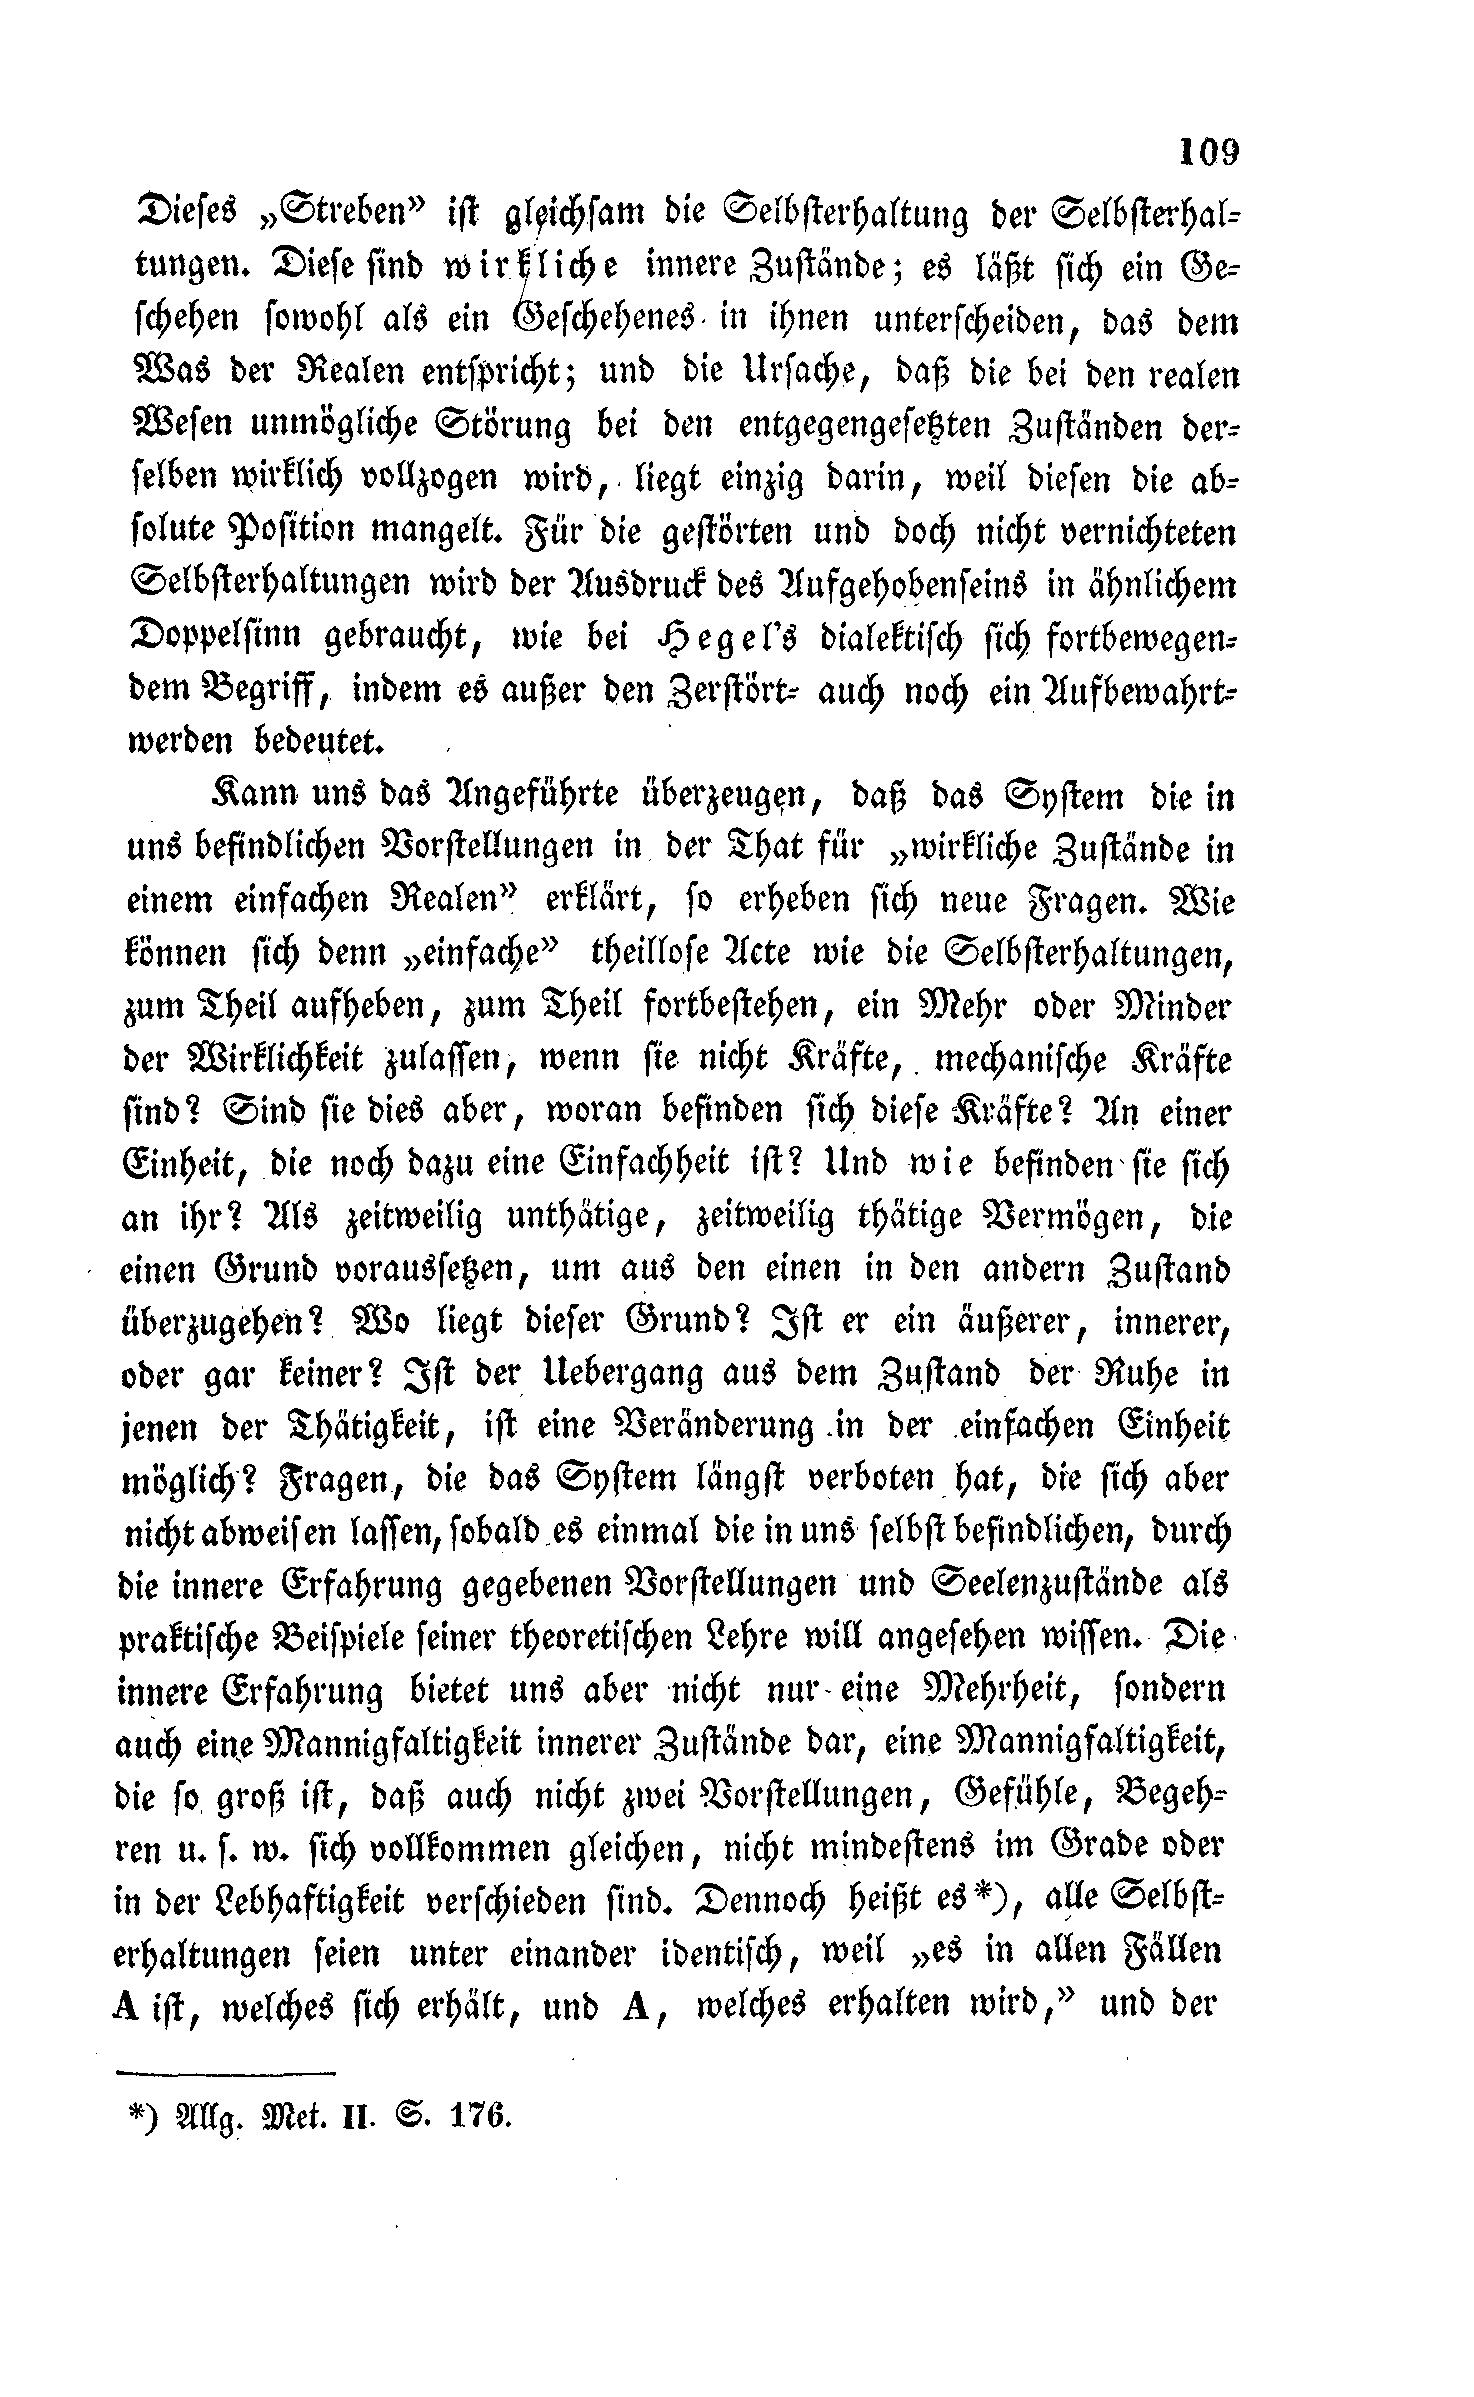 109
Dieses „Streben” ist gleichsam die Selbsterhaltung der Selbsterhal-
tungen. Diese sind wirkliche innere Zustände; es läßt sich ein Ge-
schehen sowohl als ein Geschehenes in ihnen unterscheiden, das dem
Was der Realen entspricht; und die Ursache, daß die bei den realen
Wesen unmögliche Störung bei den entgegengesetzten Zuständen der-
selben wirklich vollzogen wird, liegt einzig darin, weil diesen die ab-
solute Position mangelt. Für die gestörten und doch nicht vernichteten
Selbsterhaltungen wird der Ausdruck des Aufgehobenseins in ähnlichem
Doppelsinn gebraucht, wie bei Hegel's dialektisch sich fortbewegen-
dem Begriff, indem es außer den Zerstört- auch noch ein Aufbewahrt-
werden bedeutet.
Kann uns das Angeführte überzeugen, daß das System die in
uns befindlichen Vorstellungen in der That für „wirkliche Zustände in
einem einfachen Realen” erklärt, so erheben sich neue Fragen. Wie
können sich denn „einfache” theillose Acte wie die Selbsterhaltungen,
zum Theil aufheben, zum Theil fortbestehen, ein Mehr oder Minder
der Wirklichkeit zulassen, wenn sie nicht Kräfte, mechanische Kräfte
sind? Sind sie dies aber, woran befinden sich diese Kräfte? An einer
Einheit, die noch dazu eine Einfachheit ist? Und wie befinden sie sich
an ihr? Als zeitweilig unthätige, zeitweilig thätige Vermögen, die
einen Grund voraussetzen, um aus den einen in den andern Zustand
überzugehen? Wo liegt dieser Grund? Ist er ein äußerer, innerer,
oder gar keiner? Ist der Uebergang aus dem Zustand der Ruhe in
jenen der Thätigkeit, ist eine Veränderung in der einfachen Einheit
möglich? Fragen, die das System längst verboten hat, die sich aber
nicht abweisen lassen, sobald es einmal die in uns selbst befindlichen, durch
die innere Erfahrung gegebenen Vorstellungen und Seelenzustände als
praktische Beispiele seiner theoretischen Lehre will angesehen wissen. Die
innere Erfahrung bietet uns aber nicht nur eine Mehrheit, sondern
auch eine Mannigfaltigkeit innerer Zustände dar, eine Mannigfaltigkeit,
die so groß ist, daß auch nicht zwei Vorstellungen, Gefühle, Begeh-
ren u. s. w. sich vollkommen gleichen, nicht mindestens im Grade oder
in der Lebhaftigkeit verschieden sind. Dennoch heißt es*), alle Selbst-
erhaltungen seien unter einander identisch, weil „es in allen Fällen
A ist, welches sich erhält, und A, welches erhalten wird,” und der
*) Allg. Met. II. S. 176.